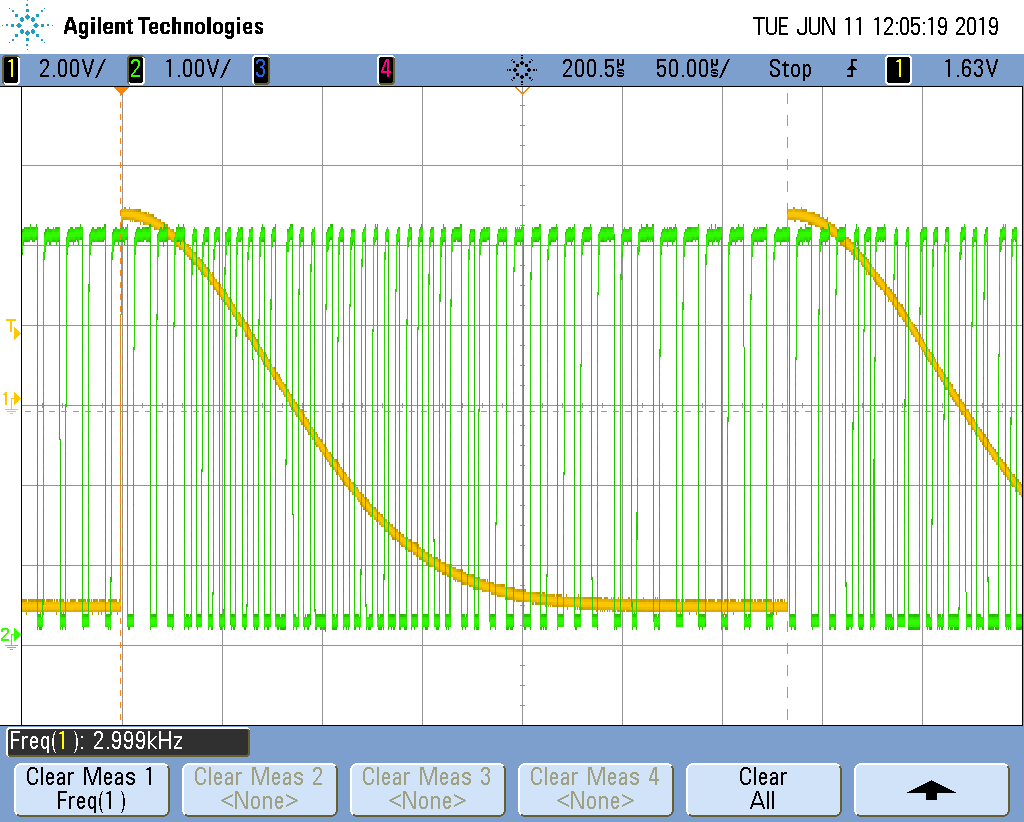 Agilent Technologies TUE JUN 11 12:05:19 2019
1 2.00V/ 2 1.00V/ 3 4 200.5µs 50.00µs/ Stop 1 1.63V
T
1
2
Freq(1): 2.999kHz
Clear Meas 1 Clear Meas 2 Clear Meas 3 Clear Meas 4 Clear
Freq(1) <None> <None> <None> All